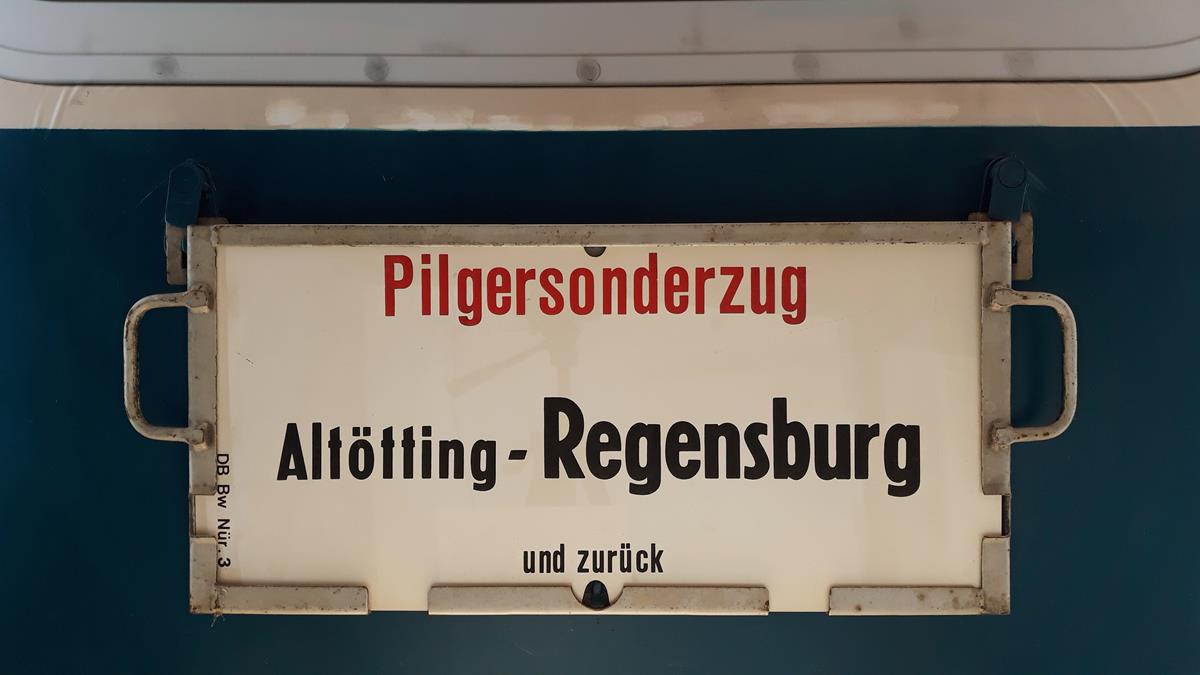 Pilgersonderzug
Altötting - Regensburg
und zurück
DB Bw Nür. 3